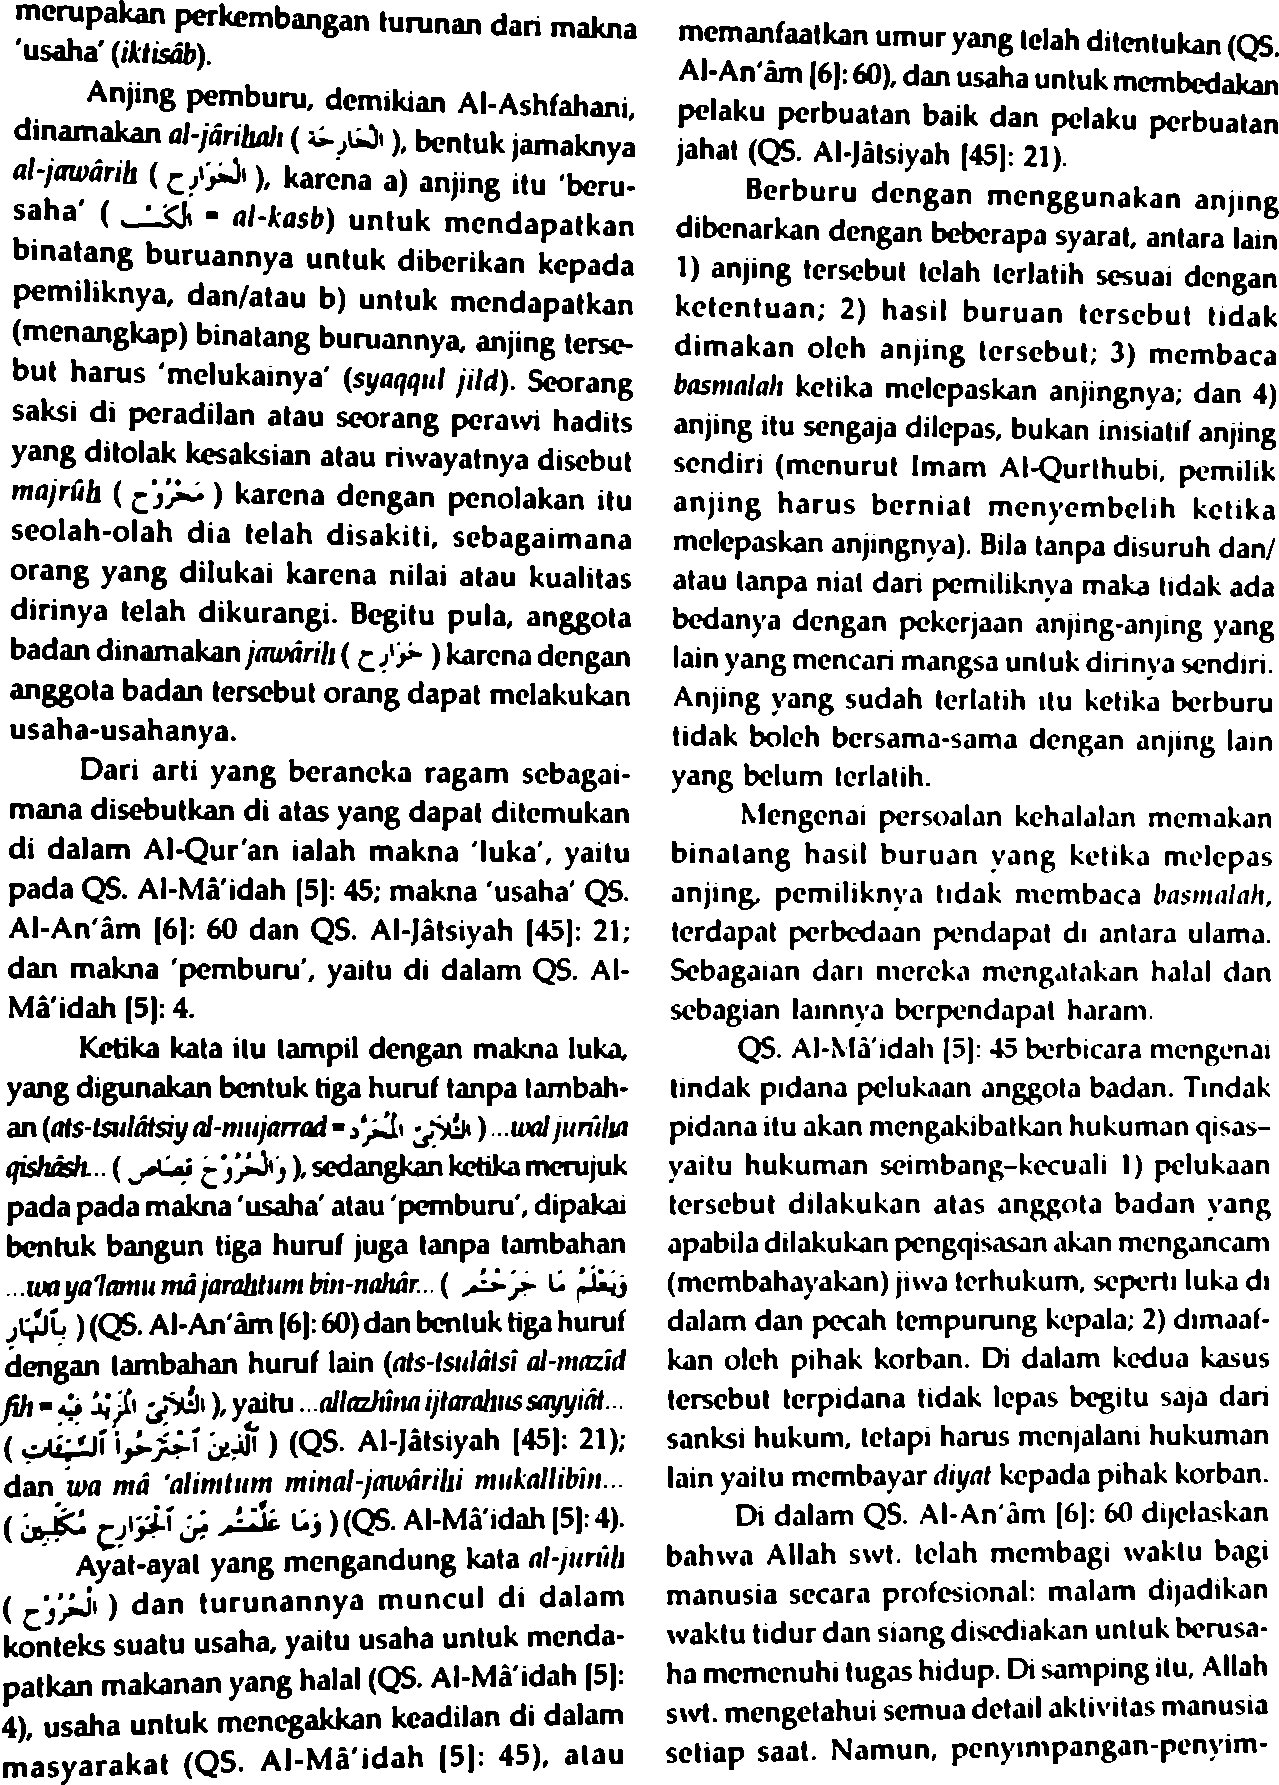 merupakan perkembangan turunan dari makna
'usaha' (iktisâb).
Anjing pemburu, demikian Al-Ashfahani,
dinamakan al-jârihah ( الْجَارِحَةُ ), bentuk jamaknya
al-jawârih ( الْجَوَارِح ), karena a) anjing itu 'beru-
saha' ( الْكَسْبُ = al-kasb) untuk mendapatkan
binatang buruannya untuk diberikan kepada
pemiliknya, dan/atau b) untuk mendapatkan
(menangkap) binatang buruannya, anjing terse-
but harus 'melukainya' (syaqqul jild). Seorang
saksi di peradilan atau seorang perawi hadits
yang ditolak kesaksian atau riwayatnya disebut
majrûh ( مَجْرُوْح ) karena dengan penolakan itu
seolah-olah dia telah disakiti, sebagaimana
orang yang dilukai karena nilai atau kualitas
dirinya telah dikurangi. Begitu pula, anggota
badan dinamakan jawârih ( جَوَارِح ) karena dengan
anggota badan tersebut orang dapat melakukan
usaha-usahanya.
Dari arti yang beraneka ragam sebagai-
mana disebutkan di atas yang dapat ditemukan
di dalam Al-Qur'an ialah makna 'luka', yaitu
pada QS. Al-Mâ'idah [5]: 45; makna 'usaha' QS.
Al-An'âm [6]: 60 dan QS. Al-Jâtsiyah [45]: 21;
dan makna 'pemburu', yaitu di dalam QS. Al-
Mâ'idah [5]: 4.
Ketika kata itu tampil dengan makna luka,
yang digunakan bentuk tiga huruf tanpa tambah-
an (ats-tsulâtsiy al-mujarrad = الثُّلَاثِيُّ الْمُجَرَّد ) ...wal jurûha
qishâsh... ( وَالْجُرُوْحَ قِصَاص ), sedangkan ketika merujuk
pada pada makna 'usaha' atau 'pemburu', dipakai
bentuk bangun tiga huruf juga tanpa tambahan
...wa ya'lamu mâ jarahtum bin-nahâr... ( وَيَعْلَمُ مَا جَرَحْتُم
بِالنَّهَار ) (QS. Al-An'âm [6]: 60) dan bentuk tiga huruf
dengan tambahan huruf lain (ats-tsulâtsî al-mazîd
fîh = الثُّلَاثِيُّ الْمَزِيْدُ فِيْهِ ), yaitu ...allazhîna ijtarahus sayyiât...
( الَّذِينَ اجْتَرَحُوا السَّيِّئَات ) (QS. Al-Jâtsiyah [45]: 21);
dan wa mâ 'alimtum minal-jawârihi mukallibîn...
( وَمَا عَلَّمْتُم مِّنَ الْجَوَارِحِ مُكَلِّبِينَ ) (QS. Al-Mâ'idah [5]: 4).
Ayat-ayat yang mengandung kata al-jurûh
( الْجُرُوْح ) dan turunannya muncul di dalam
konteks suatu usaha, yaitu usaha untuk menda-
patkan makanan yang halal (QS. Al-Mâ'idah [5]:
4), usaha untuk menegakkan keadilan di dalam
masyarakat (QS. Al-Mâ'idah [5]: 45), atau
memanfaatkan umur yang telah ditentukan (QS.
Al-An'âm [6]: 60), dan usaha untuk membedakan
pelaku perbuatan baik dan pelaku perbuatan
jahat (QS. Al-Jâtsiyah [45]: 21).
Berburu dengan menggunakan anjing
dibenarkan dengan beberapa syarat, antara lain
1) anjing tersebut telah terlatih sesuai dengan
ketentuan; 2) hasil buruan tersebut tidak
dimakan oleh anjing tersebut; 3) membaca
basmalah ketika melepaskan anjingnya; dan 4)
anjing itu sengaja dilepas, bukan inisiatif anjing
sendiri (menurut Imam Al-Qurthubi, pemilik
anjing harus berniat menyembelih ketika
melepaskan anjingnya). Bila tanpa disuruh dan/
atau tanpa niat dari pemiliknya maka tidak ada
bedanya dengan pekerjaan anjing-anjing yang
lain yang mencari mangsa untuk dirinya sendiri.
Anjing yang sudah terlatih itu ketika berburu
tidak boleh bersama-sama dengan anjing lain
yang belum terlatih.
Mengenai persoalan kehalalan memakan
binatang hasil buruan yang ketika melepas
anjing, pemiliknya tidak membaca basmalah,
terdapat perbedaan pendapat di antara ulama.
Sebagaian dari mereka mengatakan halal dan
sebagian lainnya berpendapat haram.
QS. Al-Mâ'idah [5]: 45 berbicara mengenai
tindak pidana pelukaan anggota badan. Tindak
pidana itu akan mengakibatkan hukuman qisas–
yaitu hukuman seimbang–kecuali 1) pelukaan
tersebut dilakukan atas anggota badan yang
apabila dilakukan pengqisasan akan mengancam
(membahayakan) jiwa terhukum, seperti luka di
dalam dan pecah tempurung kepala; 2) dimaaf-
kan oleh pihak korban. Di dalam kedua kasus
tersebut terpidana tidak lepas begitu saja dari
sanksi hukum, tetapi harus menjalani hukuman
lain yaitu membayar diyat kepada pihak korban.
Di dalam QS. Al-An'âm [6]: 60 dijelaskan
bahwa Allah swt. telah membagi waktu bagi
manusia secara profesional: malam dijadikan
waktu tidur dan siang disediakan untuk berusa-
ha memenuhi tugas hidup. Di samping itu, Allah
swt. mengetahui semua detail aktivitas manusia
setiap saat. Namun, penyimpangan-penyim-